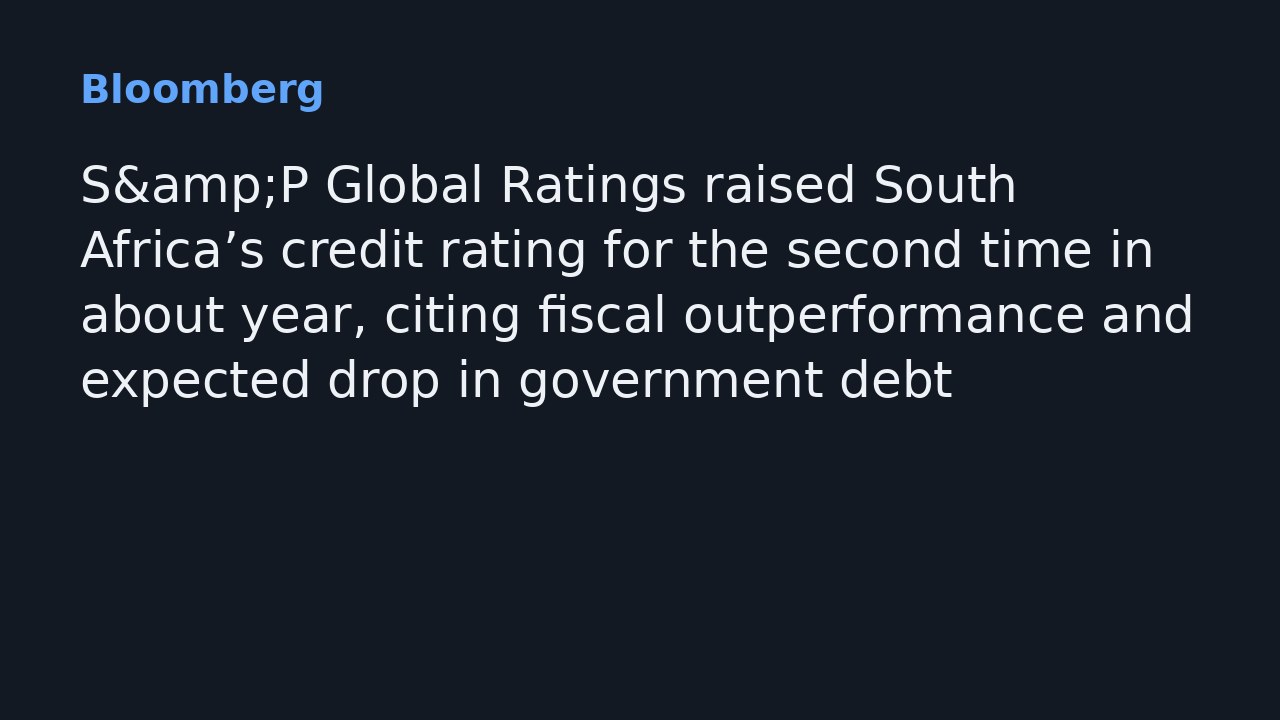 Bloomberg
S&amp;P Global Ratings raised South
Africa’s credit rating for the second time in
about year, citing fiscal outperformance and
expected drop in government debt